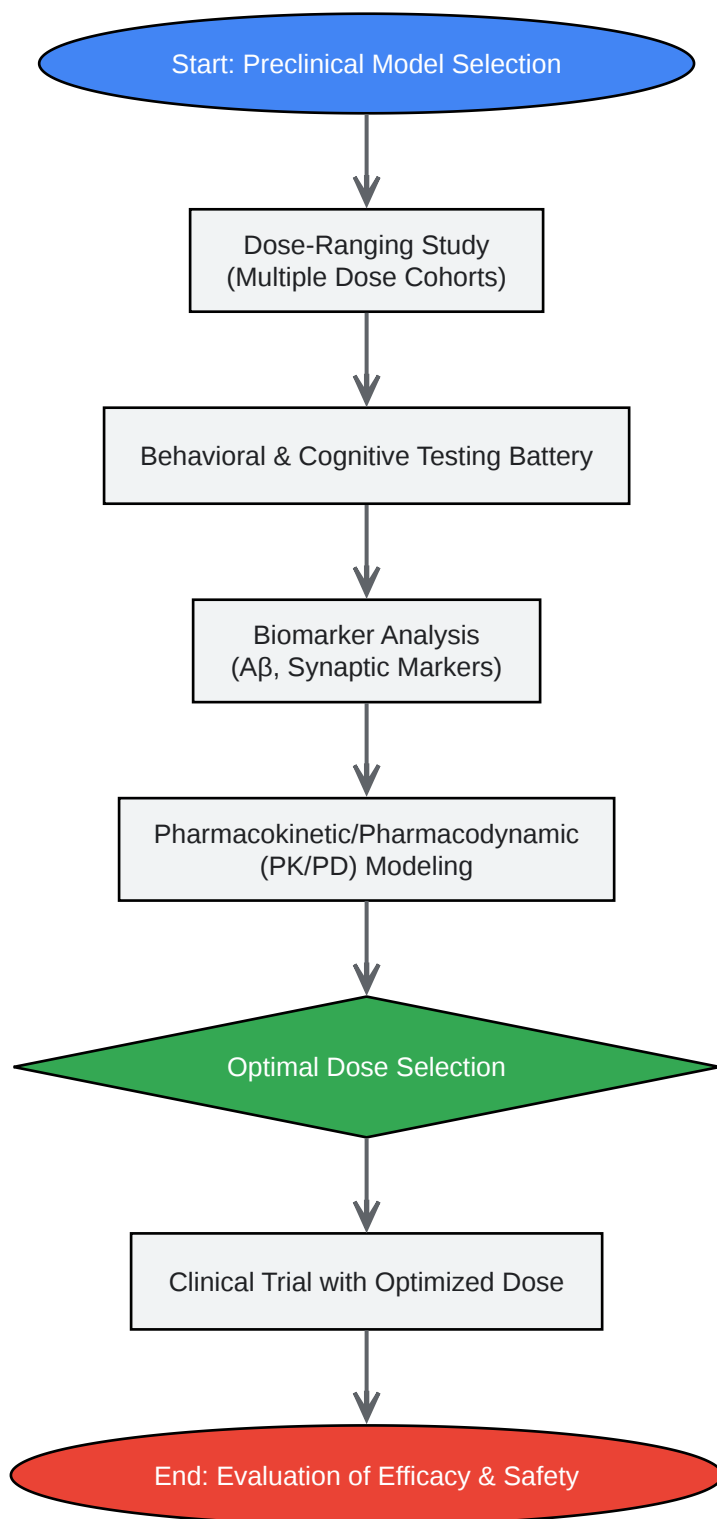 Start: Preclinical Model Selection
Dose-Ranging Study
(Multiple Dose Cohorts)
Behavioral & Cognitive Testing Battery
Biomarker Analysis
(Aβ, Synaptic Markers)
Pharmacokinetic/Pharmacodynamic
(PK/PD) Modeling
Optimal Dose Selection
Clinical Trial with Optimized Dose
End: Evaluation of Efficacy & Safety